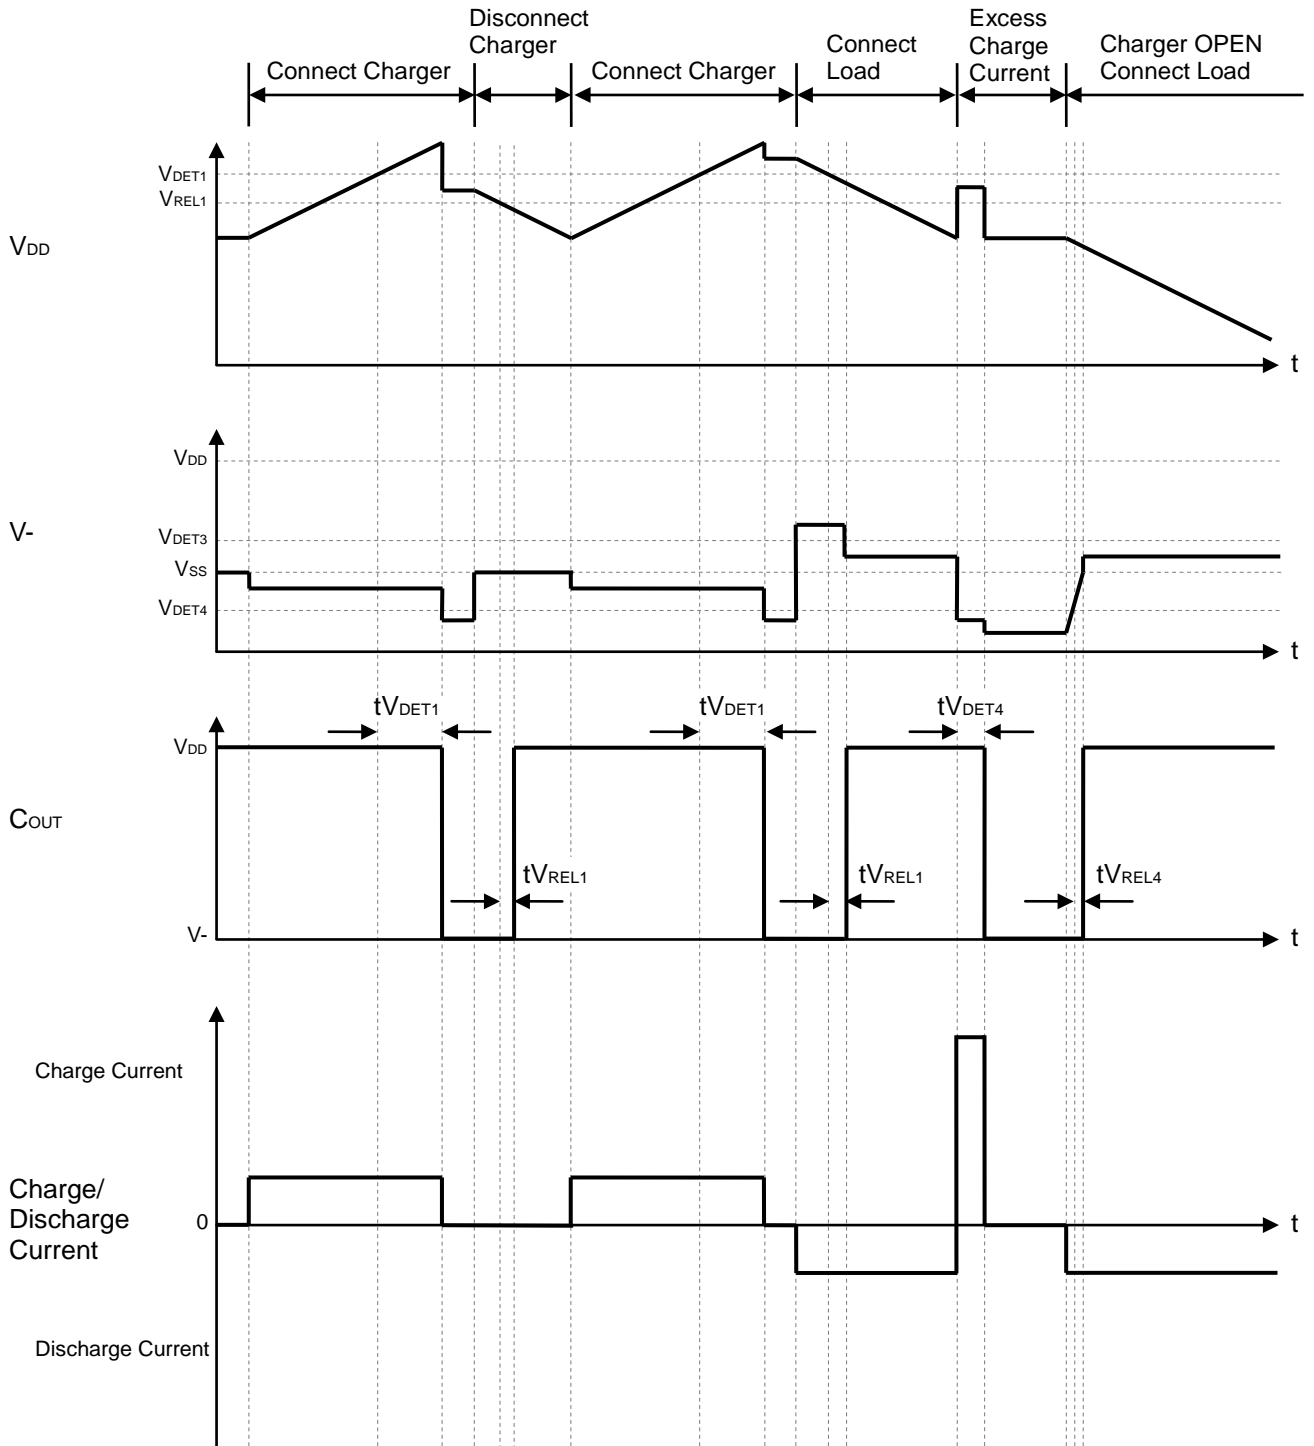 Disconnect
Charger
Excess
Charge
Current
Connect
Load
Charger OPEN
Connect Load
Connect Charger
Connect Charger
VDET1
VREL1
VDD
t
VDD
V-
VDET3
VSS
VDET4
t
tVDET1
tVDET1
tVDET4
VDD
COUT
tVREL1
tVREL1
tVREL4
V-
t
Charge Current
Charge/
Discharge
Current
0
t
Discharge Current